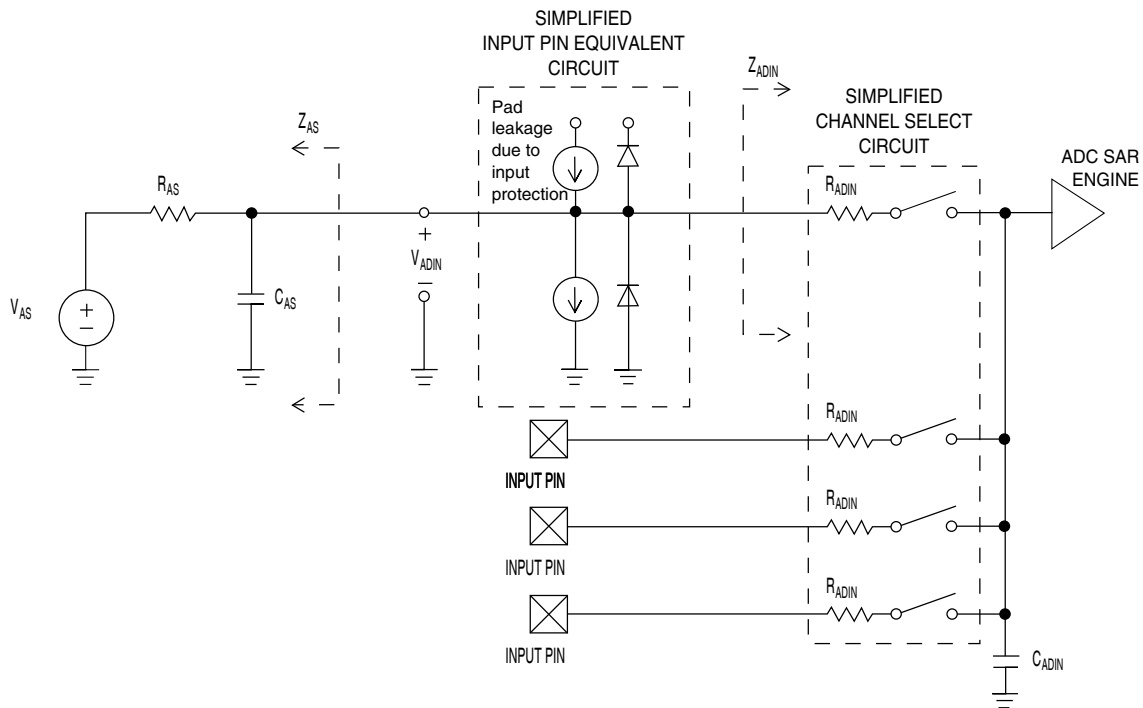 SIMPLIFIED
INPUT PIN EQUIVALENT
CIRCUIT
Pad
leakage
due to
input
protection
Z_ADIN
SIMPLIFIED
CHANNEL SELECT
CIRCUIT
ADC SAR
ENGINE
Z_AS
R_AS
R_ADIN
+
V_ADIN
–
C_AS
V_AS
+
–
R_ADIN
INPUT PIN
R_ADIN
INPUT PIN
R_ADIN
INPUT PIN
C_ADIN